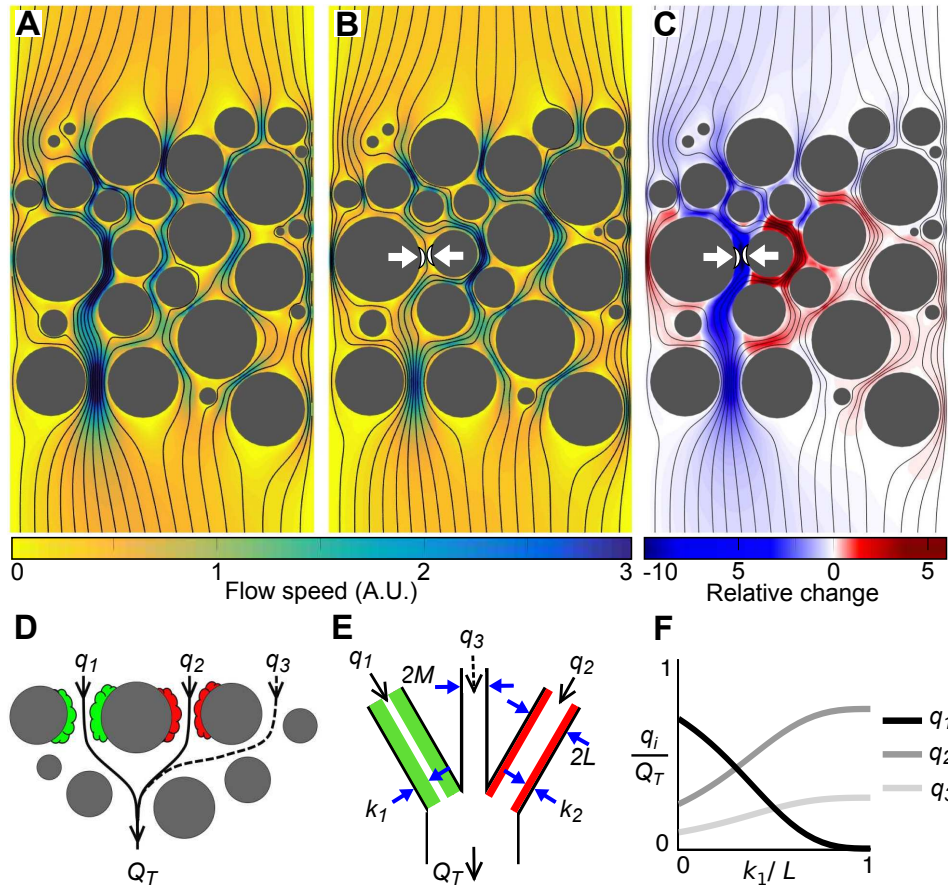 A
B
C
0
1
2
3
Flow speed (A.U.)
-10
5
0
5
Relative change
D
q1
q2
q3
QT
E
q1
q3
q2
2M
2L
k1
k2
QT
F
1
qi
QT
0
0
1
k1/ L
q1
q2
q3